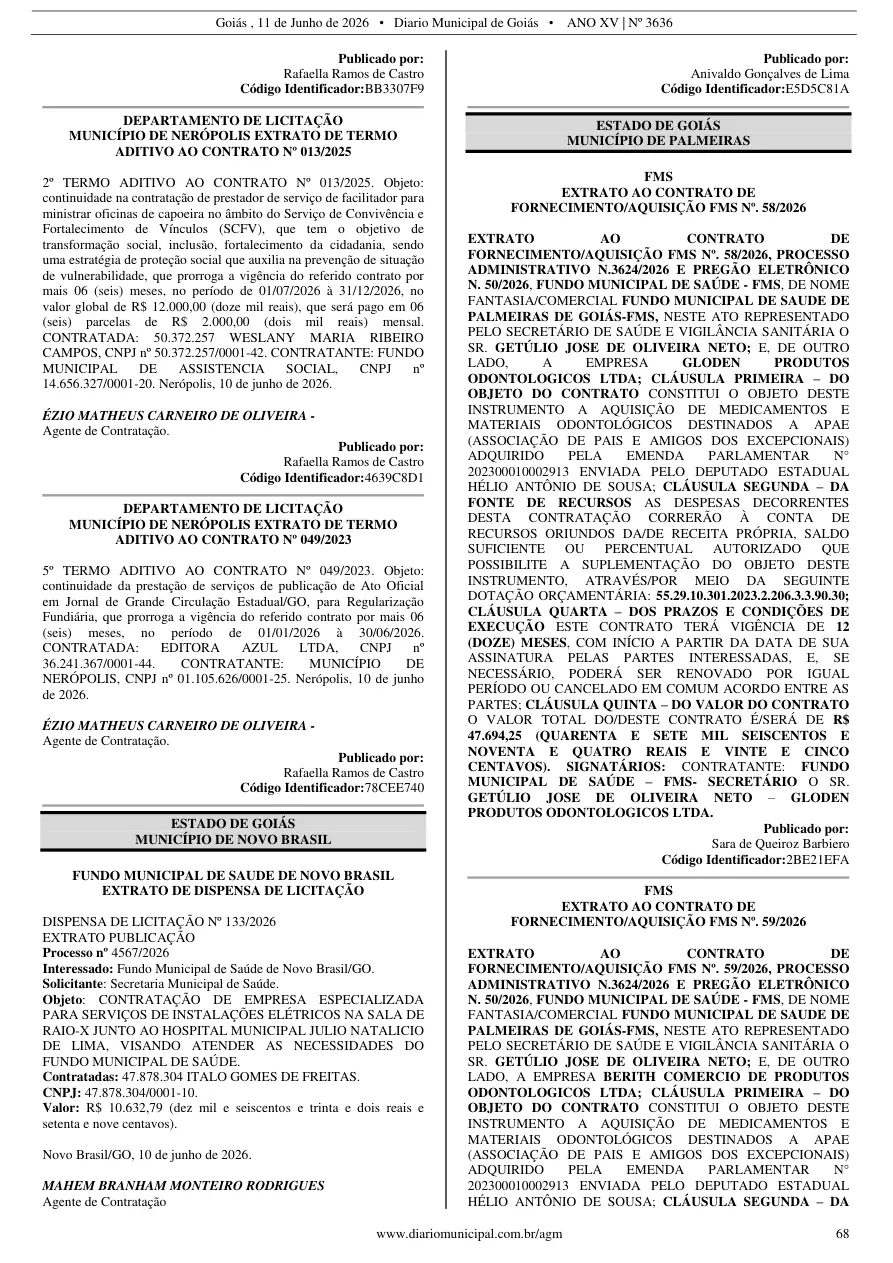 Goiás , 11 de Junho de 2026 • Diario Municipal de Goiás • ANO XV | Nº 3636
Publicado por:
Rafaella Ramos de Castro
Código Identificador:BB3307F9
DEPARTAMENTO DE LICITAÇÃO
MUNICÍPIO DE NERÓPOLIS EXTRATO DE TERMO
ADITIVO AO CONTRATO Nº 013/2025
2º TERMO ADITIVO AO CONTRATO Nº 013/2025. Objeto:
continuidade na contratação de prestador de serviço de facilitador para
ministrar oficinas de capoeira no âmbito do Serviço de Convivência e
Fortalecimento de Vínculos (SCFV), que tem o objetivo de
transformação social, inclusão, fortalecimento da cidadania, sendo
uma estratégia de proteção social que auxilia na prevenção de situação
de vulnerabilidade, que prorroga a vigência do referido contrato por
mais 06 (seis) meses, no período de 01/07/2026 à 31/12/2026, no
valor global de R$ 12.000,00 (doze mil reais), que será pago em 06
(seis) parcelas de R$ 2.000,00 (dois mil reais) mensal.
CONTRATADA: 50.372.257 WESLANY MARIA RIBEIRO
CAMPOS, CNPJ nº 50.372.257/0001-42. CONTRATANTE: FUNDO
MUNICIPAL DE ASSISTENCIA SOCIAL, CNPJ nº
14.656.327/0001-20. Nerópolis, 10 de junho de 2026.
ÉZIO MATHEUS CARNEIRO DE OLIVEIRA -
Agente de Contratação.
Publicado por:
Rafaella Ramos de Castro
Código Identificador:4639C8D1
DEPARTAMENTO DE LICITAÇÃO
MUNICÍPIO DE NERÓPOLIS EXTRATO DE TERMO
ADITIVO AO CONTRATO Nº 049/2023
5º TERMO ADITIVO AO CONTRATO Nº 049/2023. Objeto:
continuidade da prestação de serviços de publicação de Ato Oficial
em Jornal de Grande Circulação Estadual/GO, para Regularização
Fundiária, que prorroga a vigência do referido contrato por mais 06
(seis) meses, no período de 01/01/2026 à 30/06/2026.
CONTRATADA: EDITORA AZUL LTDA, CNPJ nº
36.241.367/0001-44. CONTRATANTE: MUNICÍPIO DE
NERÓPOLIS, CNPJ nº 01.105.626/0001-25. Nerópolis, 10 de junho
de 2026.
ÉZIO MATHEUS CARNEIRO DE OLIVEIRA -
Agente de Contratação.
Publicado por:
Rafaella Ramos de Castro
Código Identificador:78CEE740
ESTADO DE GOIÁS
MUNICÍPIO DE NOVO BRASIL
FUNDO MUNICIPAL DE SAUDE DE NOVO BRASIL
EXTRATO DE DISPENSA DE LICITAÇÃO
DISPENSA DE LICITAÇÃO Nº 133/2026
EXTRATO PUBLICAÇÃO
Processo nº 4567/2026
Interessado: Fundo Municipal de Saúde de Novo Brasil/GO.
Solicitante: Secretaria Municipal de Saúde.
Objeto: CONTRATAÇÃO DE EMPRESA ESPECIALIZADA
PARA SERVIÇOS DE INSTALAÇÕES ELÉTRICOS NA SALA DE
RAIO-X JUNTO AO HOSPITAL MUNICIPAL JULIO NATALICIO
DE LIMA, VISANDO ATENDER AS NECESSIDADES DO
FUNDO MUNICIPAL DE SAÚDE.
Contratadas: 47.878.304 ITALO GOMES DE FREITAS.
CNPJ: 47.878.304/0001-10.
Valor: R$ 10.632,79 (dez mil e seiscentos e trinta e dois reais e
setenta e nove centavos).
Novo Brasil/GO, 10 de junho de 2026.
MAHEM BRANHAM MONTEIRO RODRIGUES
Agente de Contratação
Publicado por:
Anivaldo Gonçalves de Lima
Código Identificador:E5D5C81A
ESTADO DE GOIÁS
MUNICÍPIO DE PALMEIRAS
FMS
EXTRATO AO CONTRATO DE
FORNECIMENTO/AQUISIÇÃO FMS Nº. 58/2026
EXTRATO AO CONTRATO DE
FORNECIMENTO/AQUISIÇÃO FMS Nº. 58/2026, PROCESSO
ADMINISTRATIVO N.3624/2026 E PREGÃO ELETRÔNICO
N. 50/2026, FUNDO MUNICIPAL DE SAÚDE - FMS, DE NOME
FANTASIA/COMERCIAL FUNDO MUNICIPAL DE SAUDE DE
PALMEIRAS DE GOIÁS-FMS, NESTE ATO REPRESENTADO
PELO SECRETÁRIO DE SAÚDE E VIGILÂNCIA SANITÁRIA O
SR. GETÚLIO JOSE DE OLIVEIRA NETO; E, DE OUTRO
LADO, A EMPRESA GLODEN PRODUTOS
ODONTOLOGICOS LTDA; CLÁUSULA PRIMEIRA – DO
OBJETO DO CONTRATO CONSTITUI O OBJETO DESTE
INSTRUMENTO A AQUISIÇÃO DE MEDICAMENTOS E
MATERIAIS ODONTOLÓGICOS DESTINADOS A APAE
(ASSOCIAÇÃO DE PAIS E AMIGOS DOS EXCEPCIONAIS)
ADQUIRIDO PELA EMENDA PARLAMENTAR N°
202300010002913 ENVIADA PELO DEPUTADO ESTADUAL
HÉLIO ANTÔNIO DE SOUSA; CLÁUSULA SEGUNDA – DA
FONTE DE RECURSOS AS DESPESAS DECORRENTES
DESTA CONTRATAÇÃO CORRERÃO À CONTA DE
RECURSOS ORIUNDOS DA/DE RECEITA PRÓPRIA, SALDO
SUFICIENTE OU PERCENTUAL AUTORIZADO QUE
POSSIBILITE A SUPLEMENTAÇÃO DO OBJETO DESTE
INSTRUMENTO, ATRAVÉS/POR MEIO DA SEGUINTE
DOTAÇÃO ORÇAMENTÁRIA: 55.29.10.301.2023.2.206.3.3.90.30;
CLÁUSULA QUARTA – DOS PRAZOS E CONDIÇÕES DE
EXECUÇÃO ESTE CONTRATO TERÁ VIGÊNCIA DE 12
(DOZE) MESES, COM INÍCIO A PARTIR DA DATA DE SUA
ASSINATURA PELAS PARTES INTERESSADAS, E, SE
NECESSÁRIO, PODERÁ SER RENOVADO POR IGUAL
PERÍODO OU CANCELADO EM COMUM ACORDO ENTRE AS
PARTES; CLÁUSULA QUINTA – DO VALOR DO CONTRATO
O VALOR TOTAL DO/DESTE CONTRATO É/SERÁ DE R$
47.694,25 (QUARENTA E SETE MIL SEISCENTOS E
NOVENTA E QUATRO REAIS E VINTE E CINCO
CENTAVOS). SIGNATÁRIOS: CONTRATANTE: FUNDO
MUNICIPAL DE SAÚDE – FMS- SECRETÁRIO O SR.
GETÚLIO JOSE DE OLIVEIRA NETO – GLODEN
PRODUTOS ODONTOLOGICOS LTDA.
Publicado por:
Sara de Queiroz Barbiero
Código Identificador:2BE21EFA
FMS
EXTRATO AO CONTRATO DE
FORNECIMENTO/AQUISIÇÃO FMS Nº. 59/2026
EXTRATO AO CONTRATO DE
FORNECIMENTO/AQUISIÇÃO FMS Nº. 59/2026, PROCESSO
ADMINISTRATIVO N.3624/2026 E PREGÃO ELETRÔNICO
N. 50/2026, FUNDO MUNICIPAL DE SAÚDE - FMS, DE NOME
FANTASIA/COMERCIAL FUNDO MUNICIPAL DE SAUDE DE
PALMEIRAS DE GOIÁS-FMS, NESTE ATO REPRESENTADO
PELO SECRETÁRIO DE SAÚDE E VIGILÂNCIA SANITÁRIA O
SR. GETÚLIO JOSE DE OLIVEIRA NETO; E, DE OUTRO
LADO, A EMPRESA BERITH COMERCIO DE PRODUTOS
ODONTOLOGICOS LTDA; CLÁUSULA PRIMEIRA – DO
OBJETO DO CONTRATO CONSTITUI O OBJETO DESTE
INSTRUMENTO A AQUISIÇÃO DE MEDICAMENTOS E
MATERIAIS ODONTOLÓGICOS DESTINADOS A APAE
(ASSOCIAÇÃO DE PAIS E AMIGOS DOS EXCEPCIONAIS)
ADQUIRIDO PELA EMENDA PARLAMENTAR N°
202300010002913 ENVIADA PELO DEPUTADO ESTADUAL
HÉLIO ANTÔNIO DE SOUSA; CLÁUSULA SEGUNDA – DA
www.diariomunicipal.com.br/agm
68